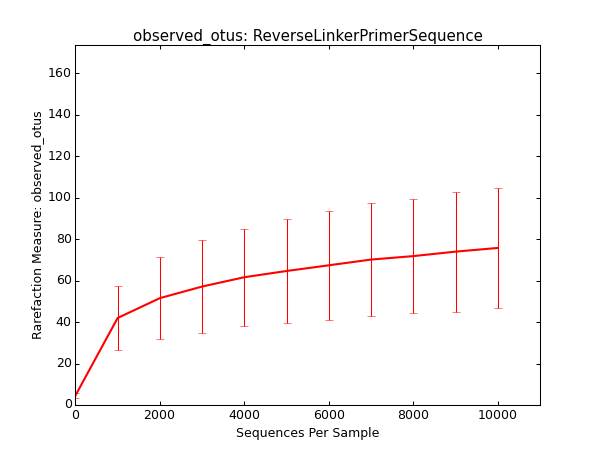 observed_otus: ReverseLinkerPrimerSequence
Rarefaction Measure: observed_otus
160
140
120
100
80
60
40
20
0
0 2000 4000 6000 8000 10000
Sequences Per Sample